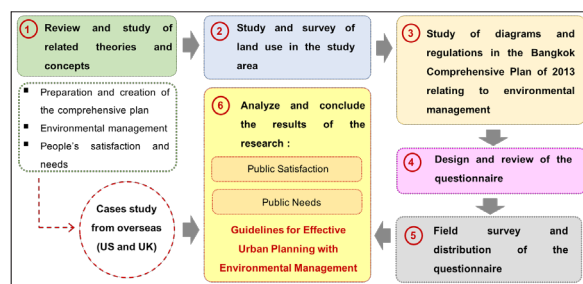 1 Review and study of
related theories and
concepts
▪ Preparation and creation of
the comprehensive plan
▪ Environmental management
▪ People's satisfaction and
needs
Cases study
from overseas
(US and UK)
2 Study and survey of
land use in the study
area
3 Study of diagrams and
regulations in the Bangkok
Comprehensive Plan of 2013
relating to environmental
management
4 Design and review of the
questionnaire
5 Field survey and
distribution of the
questionnaire
6 Analyze and conclude
the results of the
research :
Public Satisfaction
Public Needs
Guidelines for Effective
Urban Planning with
Environmental Management